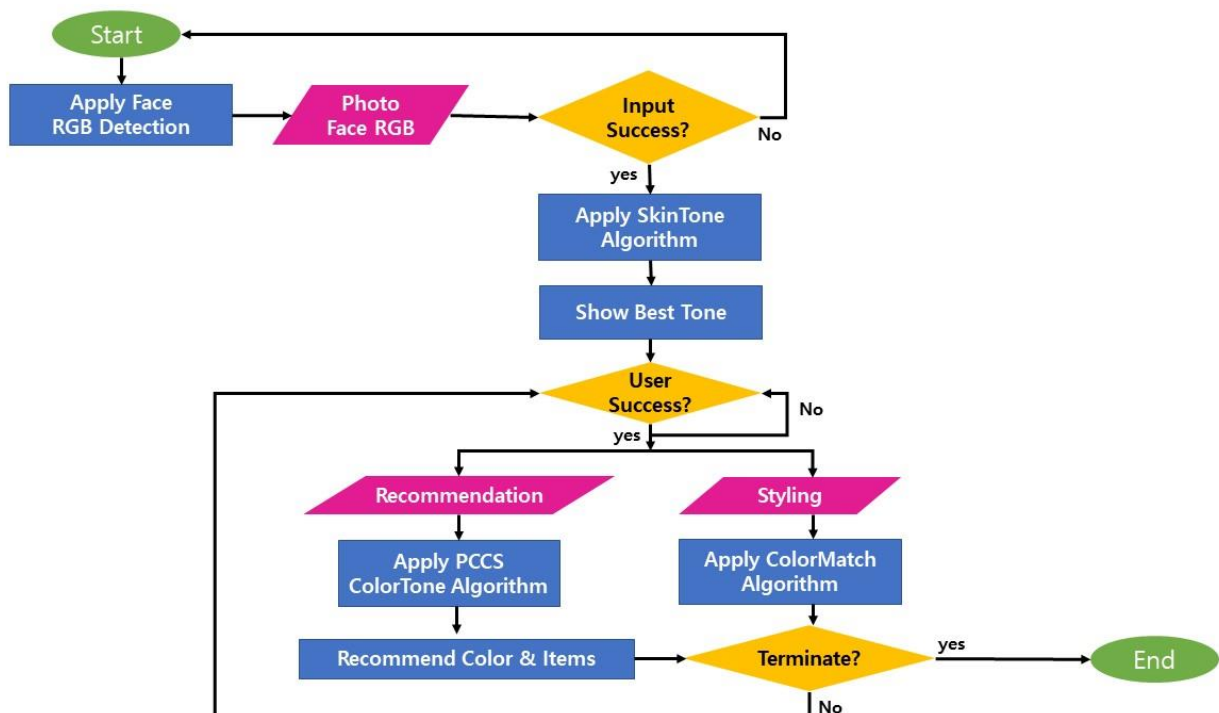 Start
Apply Face
RGB Detection
Photo
Face RGB
Input
Success?
No
yes
Apply SkinTone
Algorithm
Show Best Tone
User
Success?
No
yes
Recommendation
Styling
Apply PCCS
ColorTone Algorithm
Apply ColorMatch
Algorithm
Recommend Color & Items
Terminate?
yes
End
No